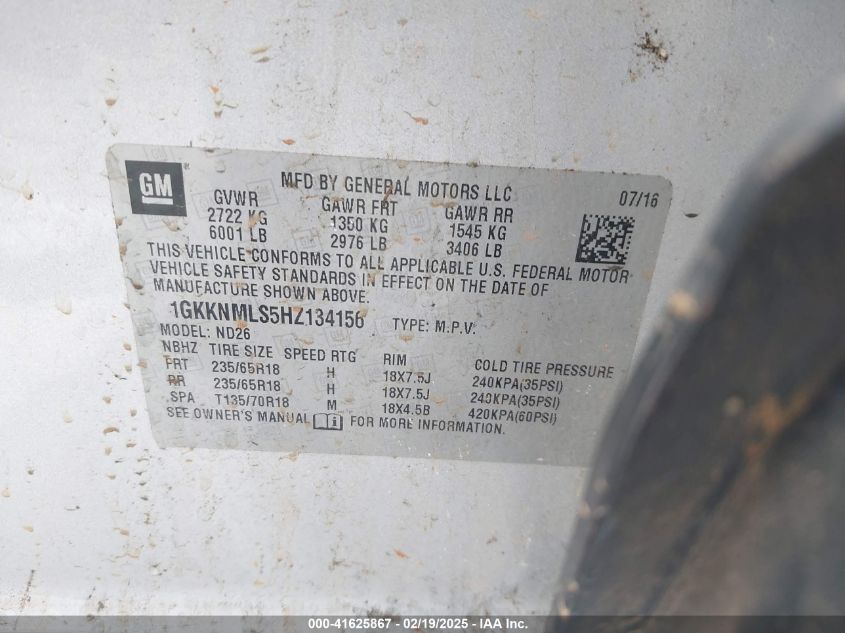 GM
MFD BY GENERAL MOTORS LLC
07/16
GVWR GAWR FRT GAWR RR
2722 KG 1350 KG 1545 KG
6001 LB 2976 LB 3406 LB
THIS VEHICLE CONFORMS TO ALL APPLICABLE U.S. FEDERAL MOTOR
VEHICLE SAFETY STANDARDS IN EFFECT ON THE DATE OF
MANUFACTURE SHOWN ABOVE.
1GKKNMLS5HZ134156 TYPE: M.P.V.
MODEL: ND26
NBHZ TIRE SIZE SPEED RTG RIM COLD TIRE PRESSURE
FRT 235/65R18 H 18X7.5J 240KPA(35PSI)
RR 235/65R18 H 18X7.5J 240KPA(35PSI)
SPA T135/70R18 M 18X4.5B 420KPA(60PSI)
SEE OWNER'S MANUAL i FOR MORE INFORMATION.
000-41625867 - 02/19/2025 - IAAI.COM